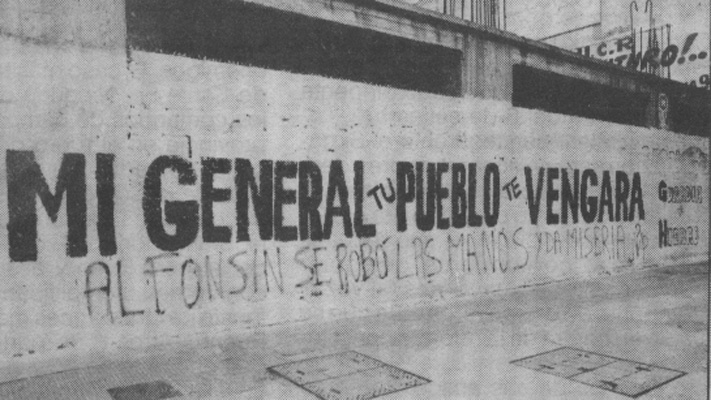 U.C.R.
MI GENERAL TU PUEBLO TE VENGARA
ALFONSIN SE ROBÓ LAS MANOS Y DA MISERIA